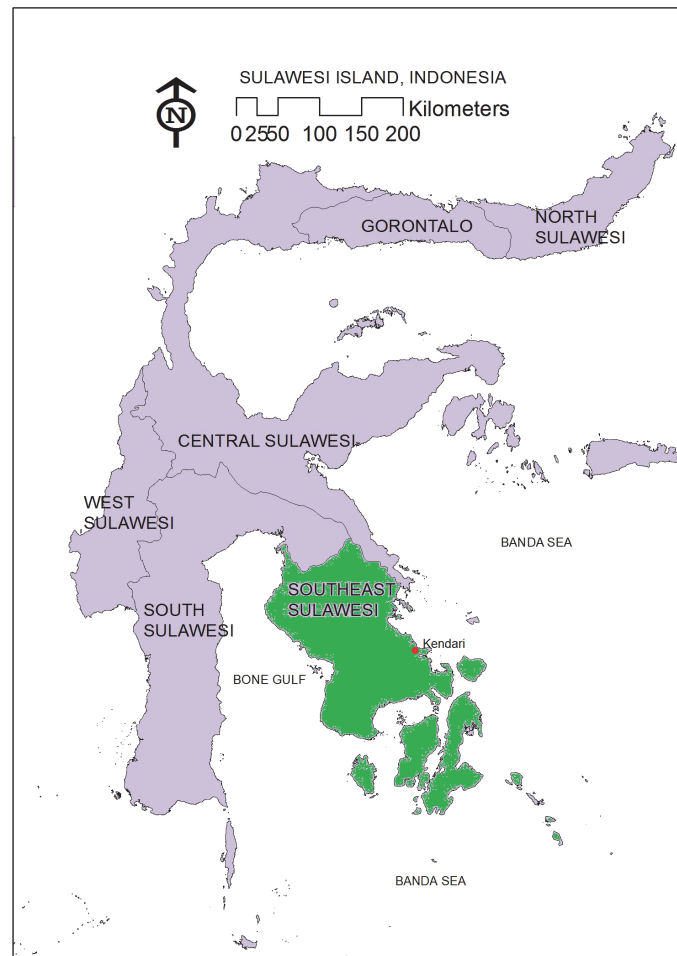 SULAWESI ISLAND, INDONESIA
N
Kilometers
0 25 50 100 150 200
GORONTALO
NORTH
SULAWESI
CENTRAL SULAWESI
WEST
SULAWESI
BANDA SEA
SOUTHEAST
SULAWESI
SOUTH
SULAWESI
Kendari
BONE GULF
BANDA SEA